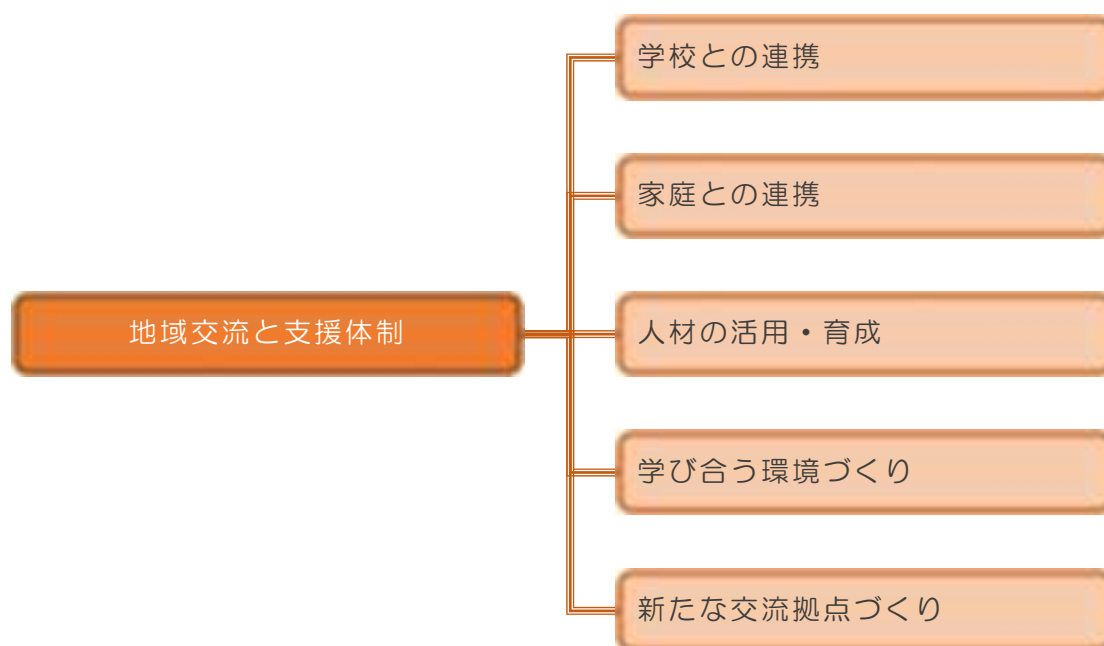 地域交流と支援体制
学校との連携
家庭との連携
人材の活用・育成
学び合う環境づくり
新たな交流拠点づくり